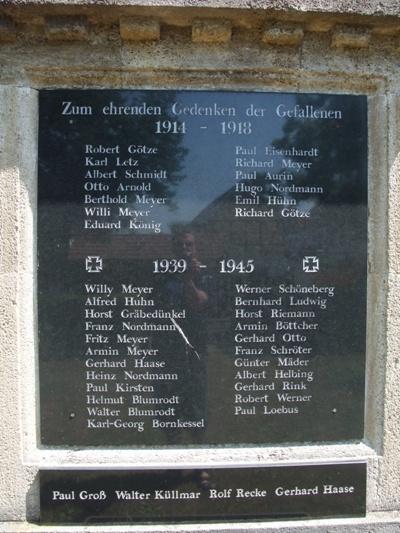 Zum ehrenden Gedenken der Gefallenen
1914 - 1918
Robert Götze
Karl Letz
Albert Schmidt
Otto Arnold
Berthold Meyer
Willi Meyer
Eduard König
Paul Eisenhardt
Richard Meyer
Paul Aurin
Hugo Nordmann
Emil Hühn
Richard Götze
1939 - 1945
Willy Meyer
Alfred Huhn
Horst Gräbedünkel
Franz Nordmann
Fritz Meyer
Armin Meyer
Gerhard Haase
Heinz Nordmann
Paul Kirsten
Helmut Blumrodt
Walter Blumrodt
Karl-Georg Bornkessel
Werner Schöneberg
Bernhard Ludwig
Horst Riemann
Armin Böttcher
Gerhard Otto
Franz Schröter
Günter Mäder
Albert Helbing
Gerhard Rink
Robert Werner
Paul Loebus
Paul Groß Walter Küllmar Rolf Recke Gerhard Haase